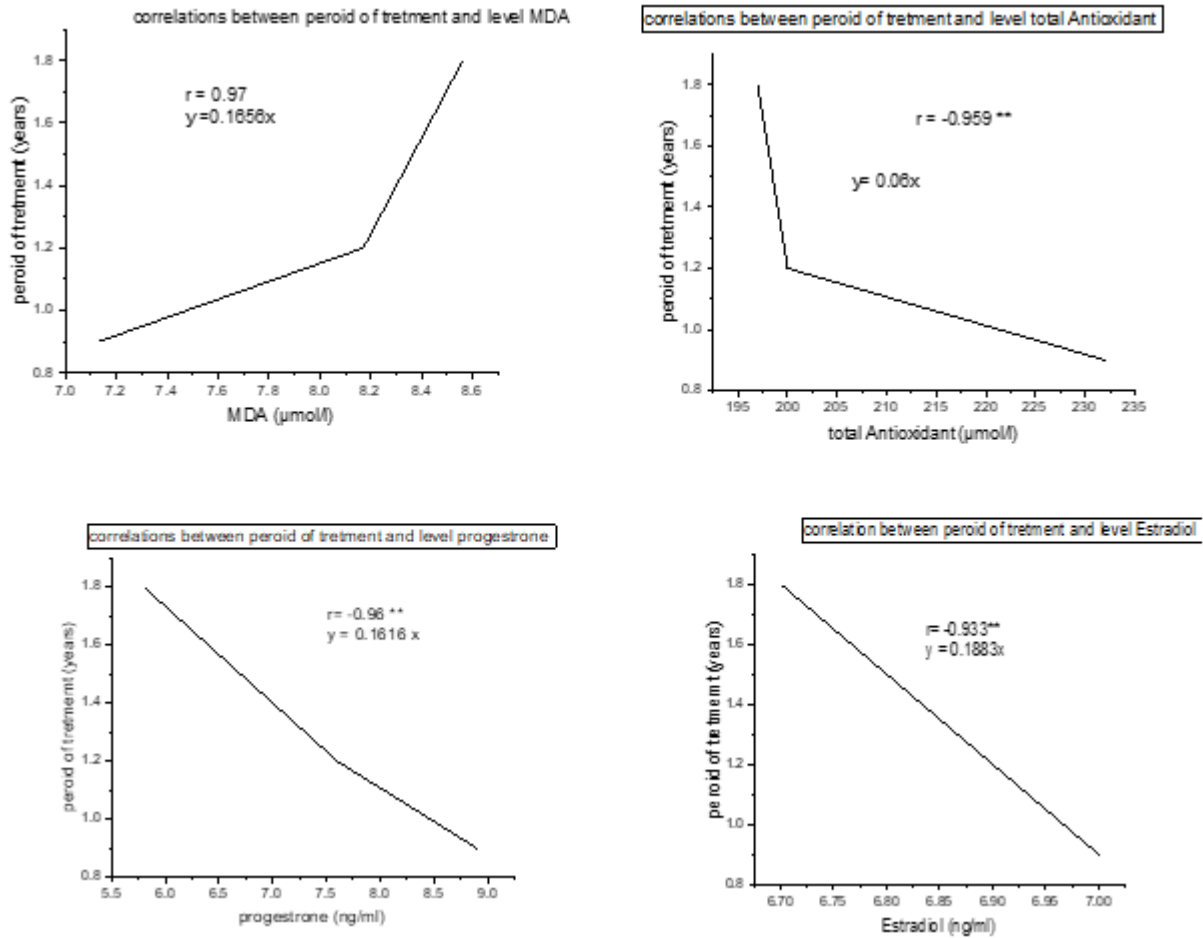 correlations between peroid of tretment and level MDA
r = 0.97
y =0.1656x
peroid of tretmemt (years)
1.8
1.6
1.4
1.2
1.0
0.8
7.0 7.2 7.4 7.6 7.8 8.0 8.2 8.4 8.6
MDA (µmol/l)
correlations between peroid of tretment and level total Antioxidant
r = -0.959 **
y= 0.06x
peroid of tretmemt (years)
1.8
1.6
1.4
1.2
1.0
0.8
195 200 205 210 215 220 225 230 235
total Antioxidant (µmol/l)
correlations between peroid of tretment and level progestrone
r= -0.96 **
y = 0.1616 x
peroid of tretmemt (years)
1.8
1.6
1.4
1.2
1.0
0.8
5.5 6.0 6.5 7.0 7.5 8.0 8.5 9.0
progestrone (ng/ml)
correlation between peroid of tretment and level Estradiol
r= -0.933**
y =0.1883x
peroid of tretmemt (years)
1.8
1.6
1.4
1.2
1.0
0.8
6.70 6.75 6.80 6.85 6.90 6.95 7.00
Estradiol (ng/ml)